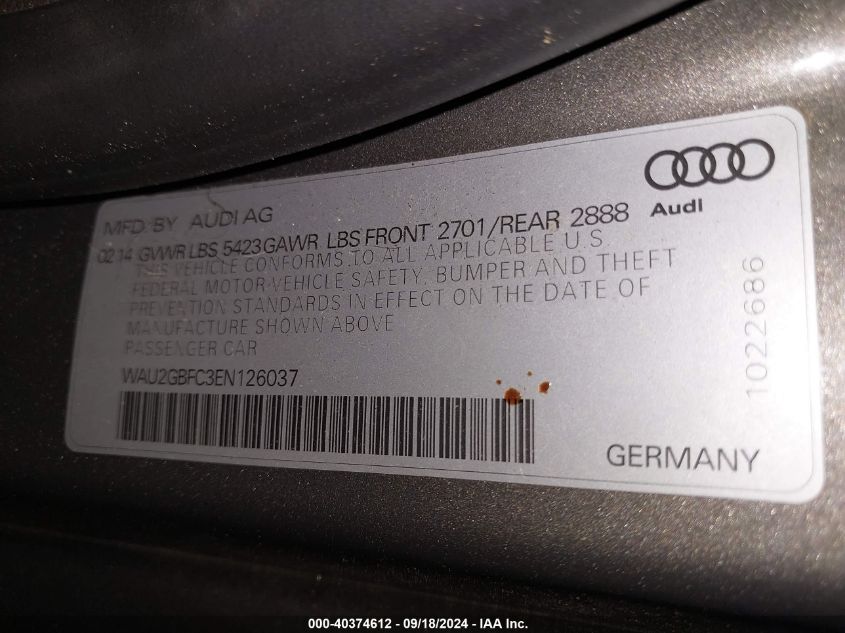 Audi
MFD. BY AUDI AG
02 14 GVWR LBS 5423 GAWR LBS FRONT 2701/REAR 2888
THIS VEHICLE CONFORMS TO ALL APPLICABLE U.S
FEDERAL MOTOR VEHICLE SAFETY, BUMPER AND THEFT
PREVENTION STANDARDS IN EFFECT ON THE DATE OF
MANUFACTURE SHOWN ABOVE
PASSENGER CAR
WAU2GBFC3EN126037
1022686
GERMANY
000-40374612 - 09/18/2024 - IAA Inc.